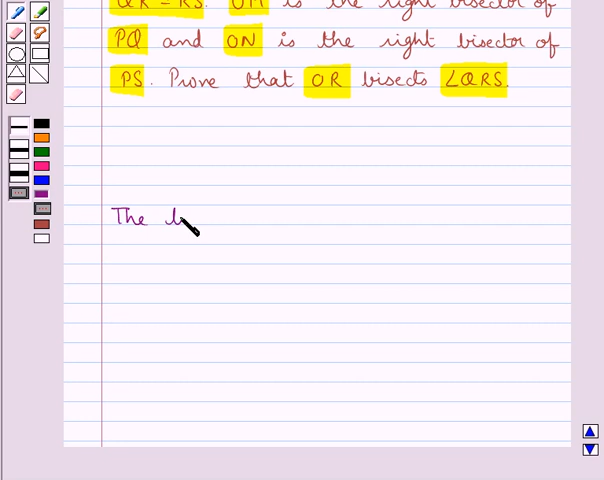 QR = RS. OM is the right bisector of
PQ and ON is the right bisector of
PS. Prove that OR bisects ∠QRS.
The